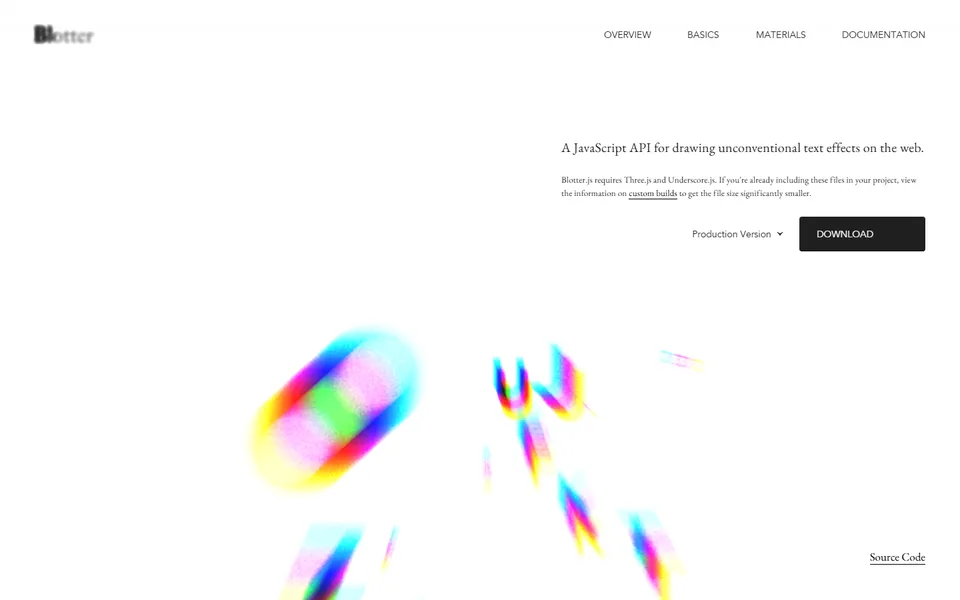 Blotter
OVERVIEW
BASICS
MATERIALS
DOCUMENTATION
A JavaScript API for drawing unconventional text effects on the web.
Blotter.js requires Three.js and Underscore.js. If you're already including these files in your project, view
the information on custom builds to get the file size significantly smaller.
Production Version
DOWNLOAD
Source Code